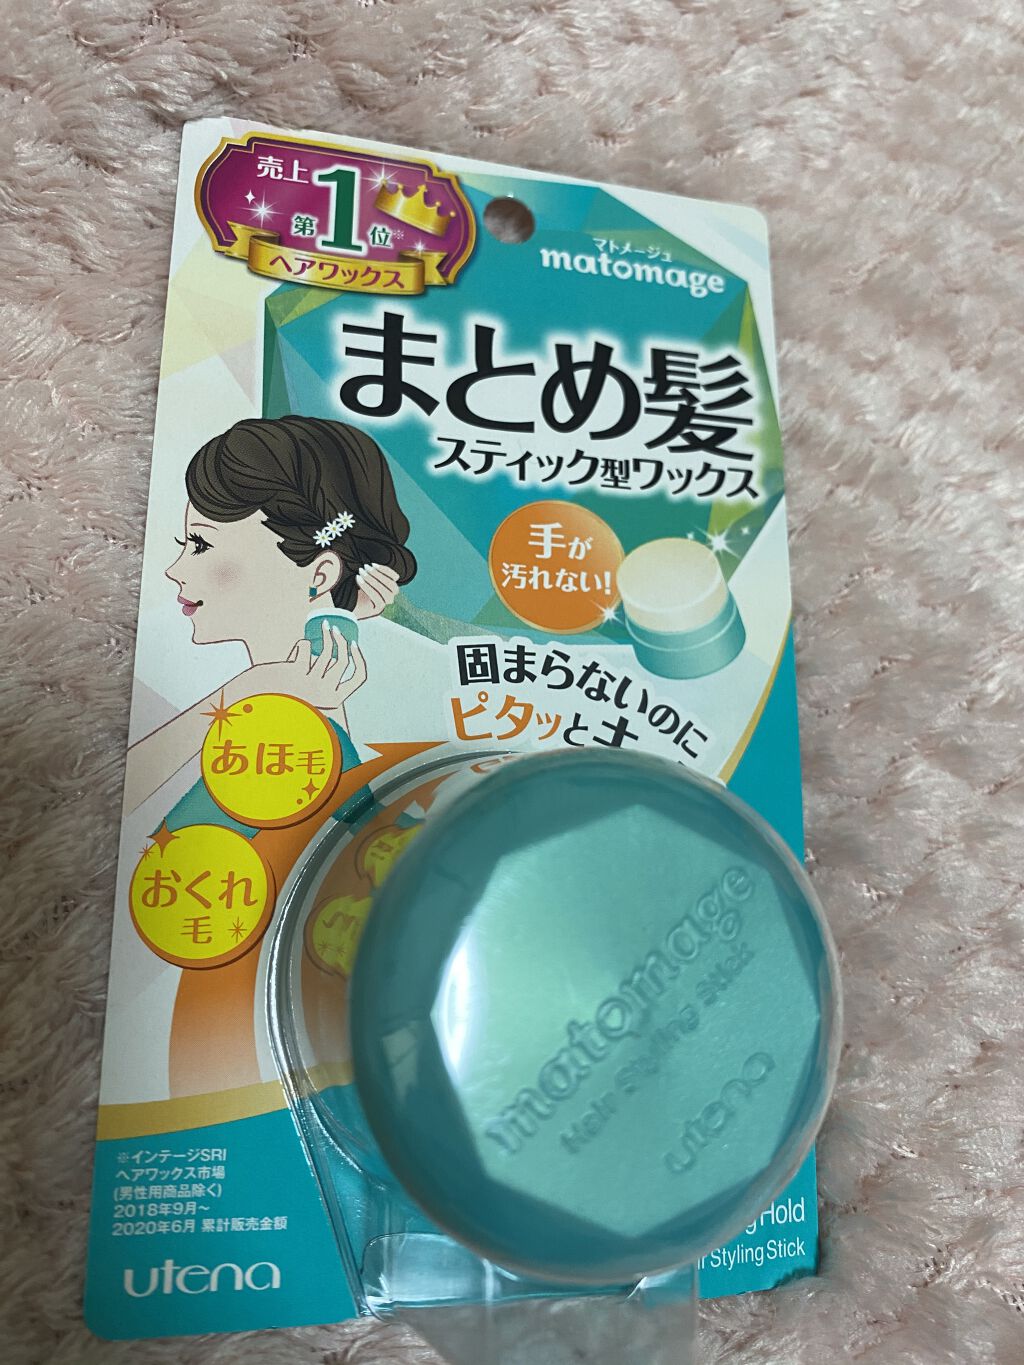 売上
第1位※
ヘアワックス
マトメージュ
matomage
まとめ髪
スティック型ワックス
手が
汚れない!
固まらないのに
ピタッと
あほ毛
おくれ
毛
matomage
Hair Styling Stick
utena
※インテージSRI
ヘアワックス市場
(男性用商品除く)
2018年9月~
2020年6月 累計販売金額
utena
Hold
Styling Stick